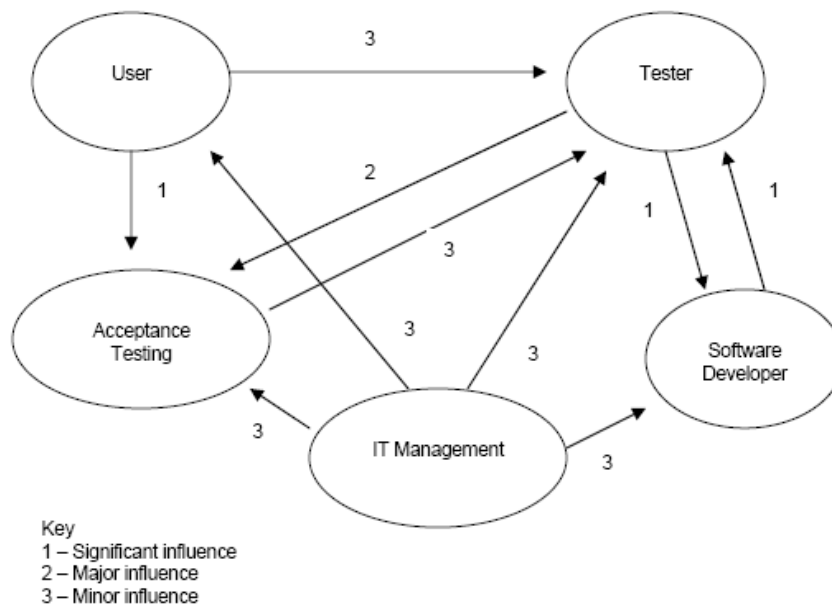 3
User
Tester
1
2
1
1
3
Acceptance
Testing
3
3
Software
Developer
3
IT Management
3
Key
1 – Significant influence
2 – Major influence
3 – Minor influence